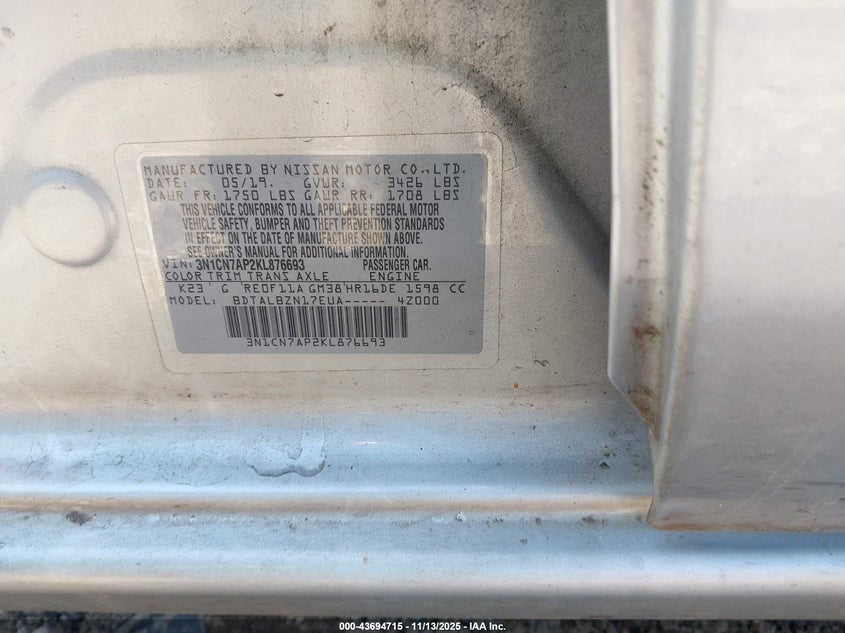 MANUFACTURED BY NISSAN MOTOR CO.,LTD.
DATE: 05/19. GVWR: 3426 LBS
GAWR FR: 1750 LBS GAWR RR: 1708 LBS
THIS VEHICLE CONFORMS TO ALL APPLICABLE FEDERAL MOTOR
VEHICLE SAFETY, BUMPER AND THEFT PREVENTION STANDARDS
IN EFFECT ON THE DATE OF MANUFACTURE SHOWN ABOVE.
SEE OWNER'S MANUAL FOR ADDITIONAL INFORMATION.
VIN: 3N1CN7AP2KL876693 PASSENGER CAR.
COLOR TRIM TRANS AXLE ENGINE
K23 G RE0F11A GM38 HR16DE 1598 CC
MODEL: BDTALBZN17EUA----- 4Z000
3N1CN7AP2KL876693
000-43694715 - 11/13/2025 - IAA Inc.